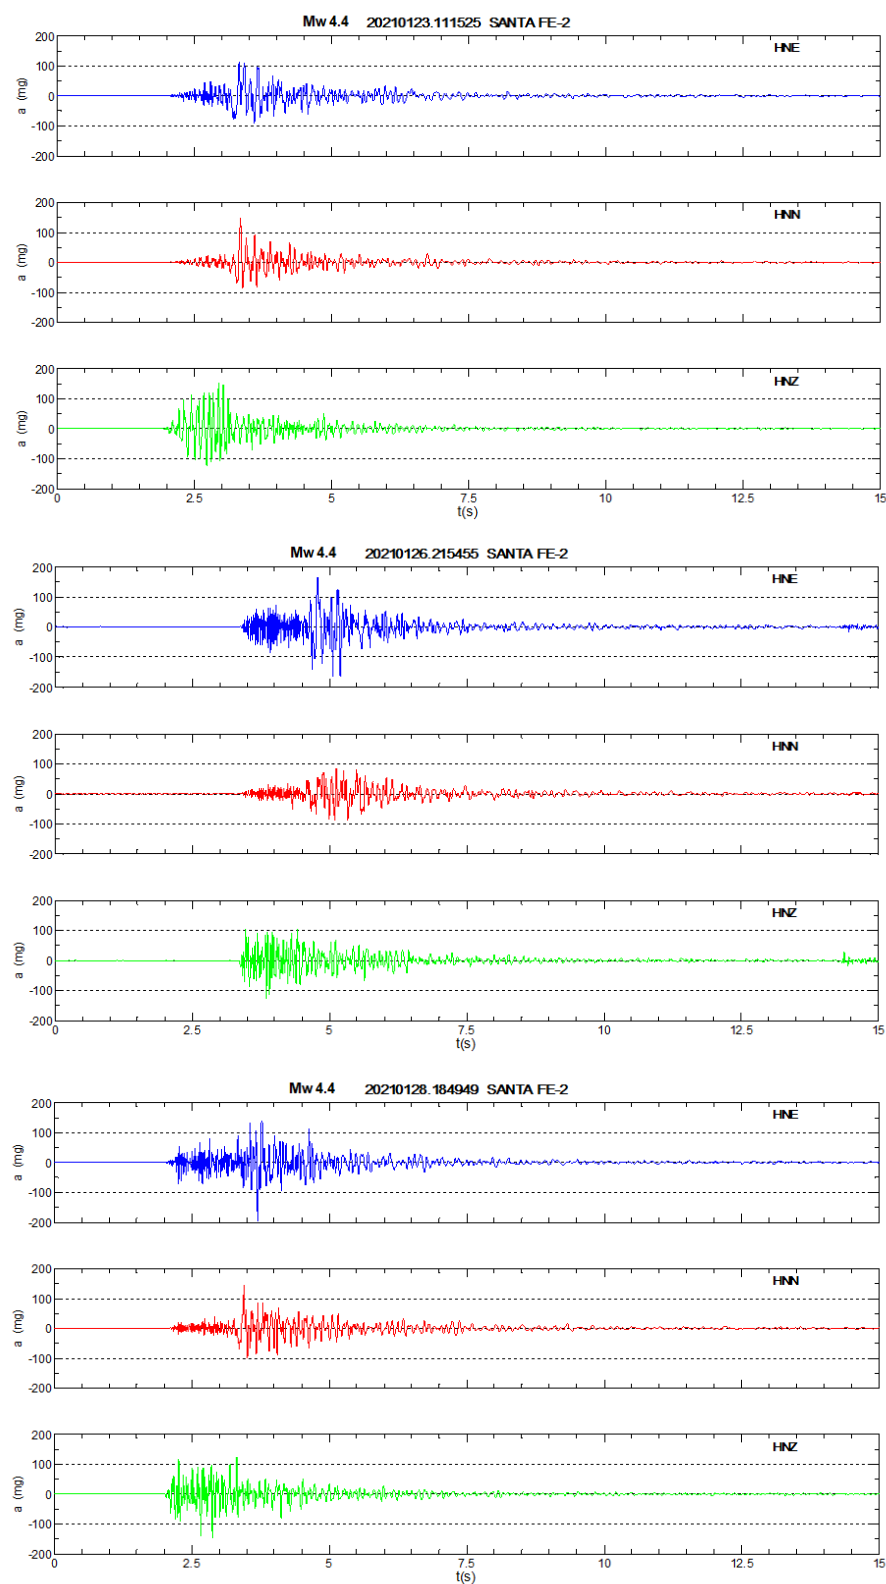 Mw 4.4 20210123.111525 SANTA FE-2
200
HNE
100
a (mg)
0
-100
-200
200
HNN
100
a (mg)
0
-100
-200
200
HNZ
100
a (mg)
0
-100
-200
0 2.5 5 7.5 10 12.5 15
t(s)
Mw 4.4 20210126.215455 SANTA FE-2
200
HNE
100
a (mg)
0
-100
-200
200
HNN
100
a (mg)
0
-100
-200
200
HNZ
100
a (mg)
0
-100
-200
0 2.5 5 7.5 10 12.5 15
t(s)
Mw 4.4 20210128.184949 SANTA FE-2
200
HNE
100
a (mg)
0
-100
-200
200
HNN
100
a (mg)
0
-100
-200
200
HNZ
100
a (mg)
0
-100
-200
0 2.5 5 7.5 10 12.5 15
t(s)